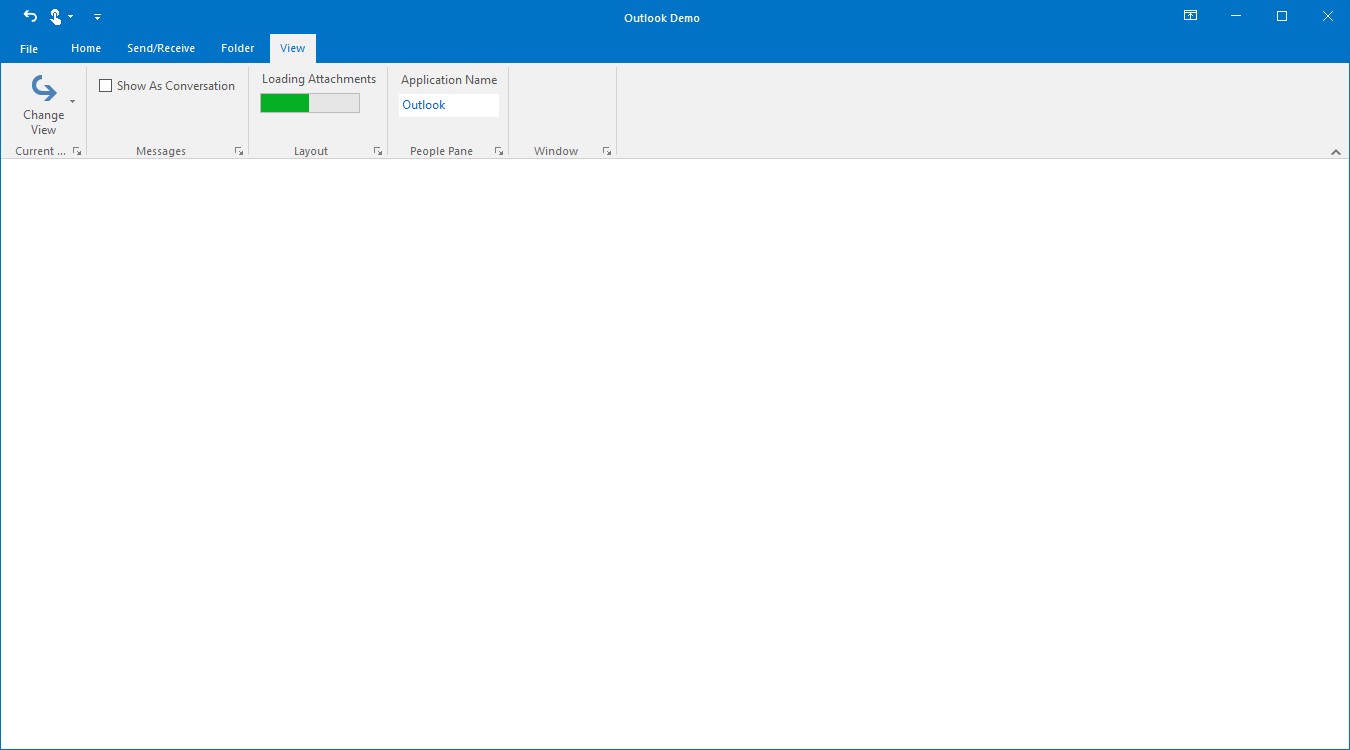 Outlook Demo
File Home Send/Receive Folder View
Change View
Show As Conversation
Loading Attachments
Application Name
Outlook
Current ... Messages Layout People Pane Window